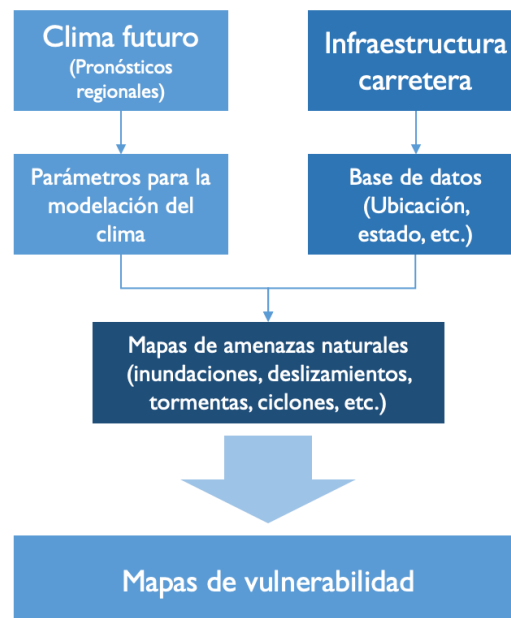 Clima futuro
(Pronósticos
regionales)
Infraestructura
carretera
Parámetros para la
modelación del
clima
Base de datos
(Ubicación,
estado, etc.)
Mapas de amenazas naturales
(inundaciones, deslizamientos,
tormentas, ciclones, etc.)
Mapas de vulnerabilidad